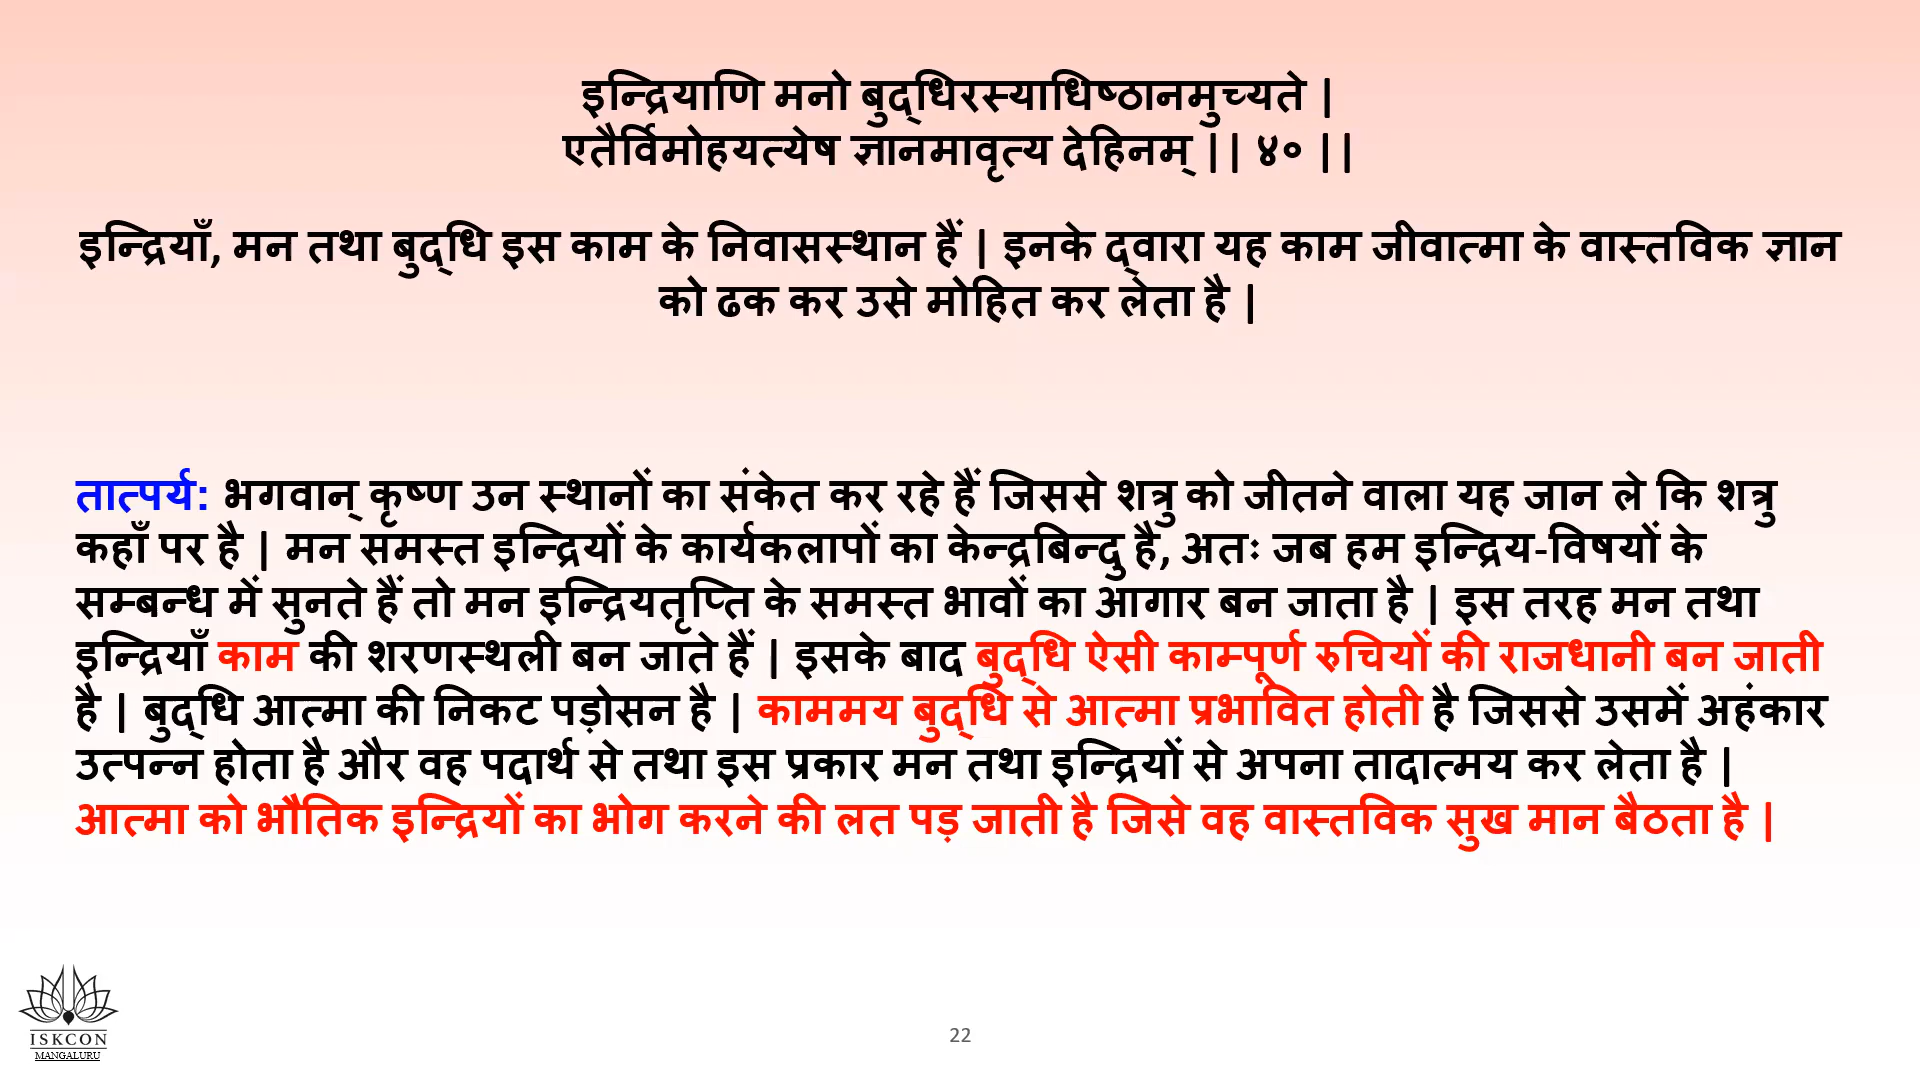 इन्द्रियाणि मनो बुद्धिरस्याधिष्ठानमुच्यते |
एतैर्विमोहयत्येष ज्ञानमावृत्य देहिनम् || ४० ||
इन्द्रियाँ, मन तथा बुद्धि इस काम के निवासस्थान हैं | इनके द्वारा यह काम जीवात्मा के वास्तविक ज्ञान
को ढक कर उसे मोहित कर लेता है |
तात्पर्य: भगवान् कृष्ण उन स्थानों का संकेत कर रहे हैं जिससे शत्रु को जीतने वाला यह जान ले कि शत्रु
कहाँ पर है | मन समस्त इन्द्रियों के कार्यकलापों का केन्द्रबिन्दु है, अतः जब हम इन्द्रिय-विषयों के
सम्बन्ध में सुनते हैं तो मन इन्द्रियतृप्ति के समस्त भावों का आगार बन जाता है | इस तरह मन तथा
इन्द्रियाँ काम की शरणस्थली बन जाते हैं | इसके बाद बुद्धि ऐसी काम्पूर्ण रुचियों की राजधानी बन जाती
है | बुद्धि आत्मा की निकट पड़ोसन है | काममय बुद्धि से आत्मा प्रभावित होती है जिससे उसमें अहंकार
उत्पन्न होता है और वह पदार्थ से तथा इस प्रकार मन तथा इन्द्रियों से अपना तादात्मय कर लेता है |
आत्मा को भौतिक इन्द्रियों का भोग करने की लत पड़ जाती है जिसे वह वास्तविक सुख मान बैठता है |
ISKCON
MANGALURU
22